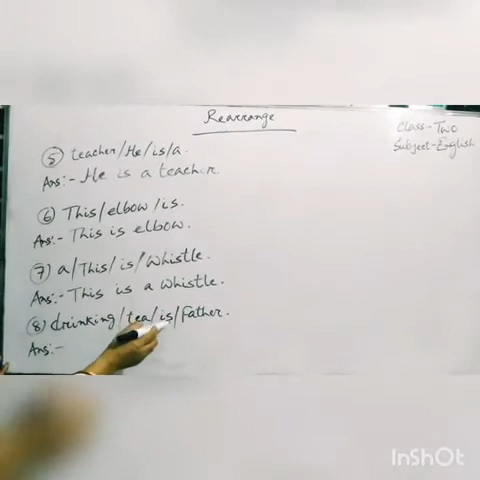 Rearrange
Class-Two
Subject-English
5) teacher/He/is/a.
Ans:- He is a teacher.
6) This/elbow/is.
Ans:- This is elbow.
7) a/This/is/whistle.
Ans:- This is a whistle.
8) drinking/tea/is/Father.
Ans:-
InShOt